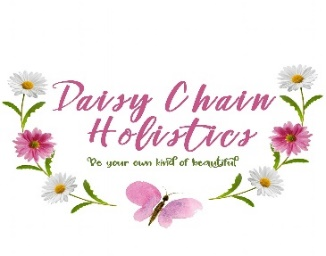 Daisy Chain
Holistics
Be your own kind of beautiful